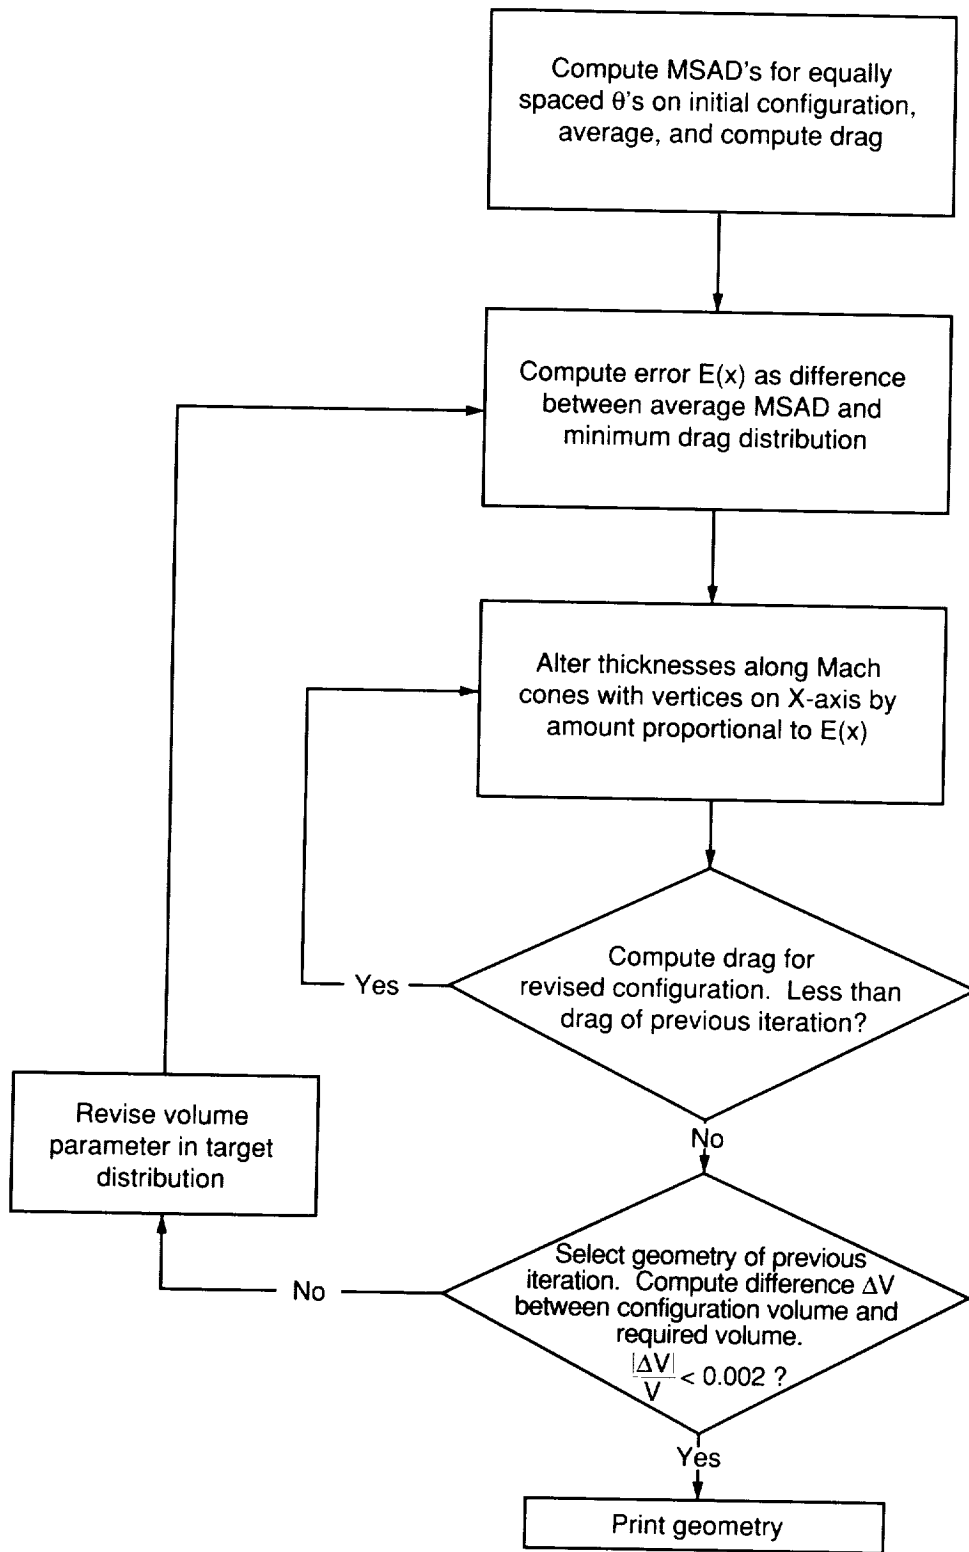 Compute MSAD's for equally
spaced θ's on initial configuration,
average, and compute drag
Compute error E(x) as difference
between average MSAD and
minimum drag distribution
Alter thicknesses along Mach
cones with vertices on X-axis by
amount proportional to E(x)
Compute drag for
revised configuration. Less than
drag of previous iteration?
Yes
No
Revise volume
parameter in target
distribution
Select geometry of previous
iteration. Compute difference ΔV
between configuration volume and
required volume.
|ΔV|
V
< 0.002 ?
No
Yes
Print geometry